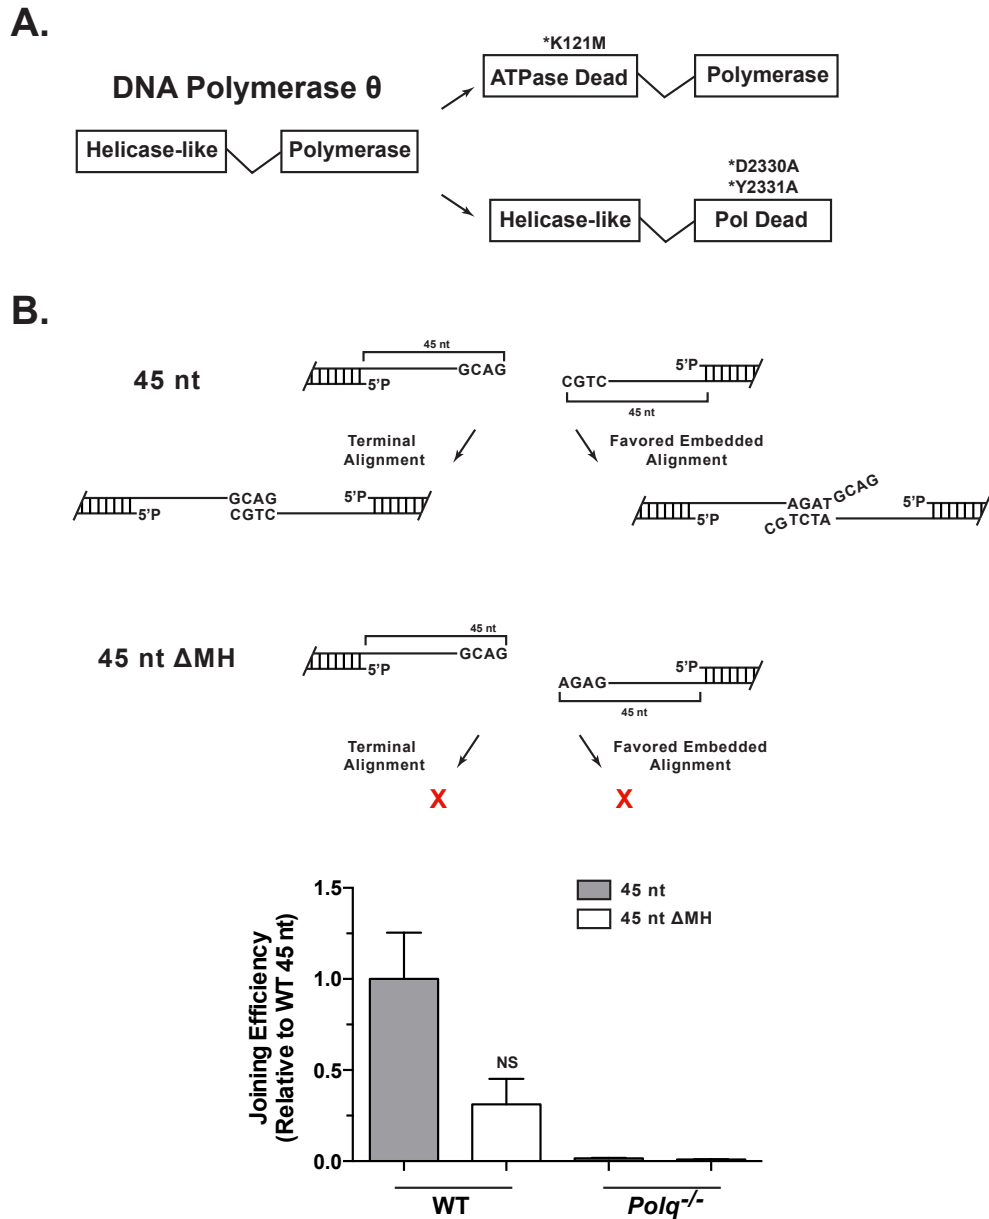 A.
DNA Polymerase θ
Helicase-like
Polymerase
*K121M
ATPase Dead
Polymerase
*D2330A
*Y2331A
Helicase-like
Pol Dead
B.
45 nt
45 nt
GCAG
5'P
5'P
CGTC
45 nt
Terminal
Alignment
Favored Embedded
Alignment
GCAG
CGTC
5'P
5'P
AGAT
GCAG
CG
TCTA
5'P
5'P
45 nt ΔMH
45 nt
GCAG
5'P
5'P
AGAG
45 nt
Terminal
Alignment
Favored Embedded
Alignment
X
X
Joining Efficiency
(Relative to WT 45 nt)
1.5
1.0
0.5
0.0
45 nt
45 nt ΔMH
NS
WT
Polq-/-